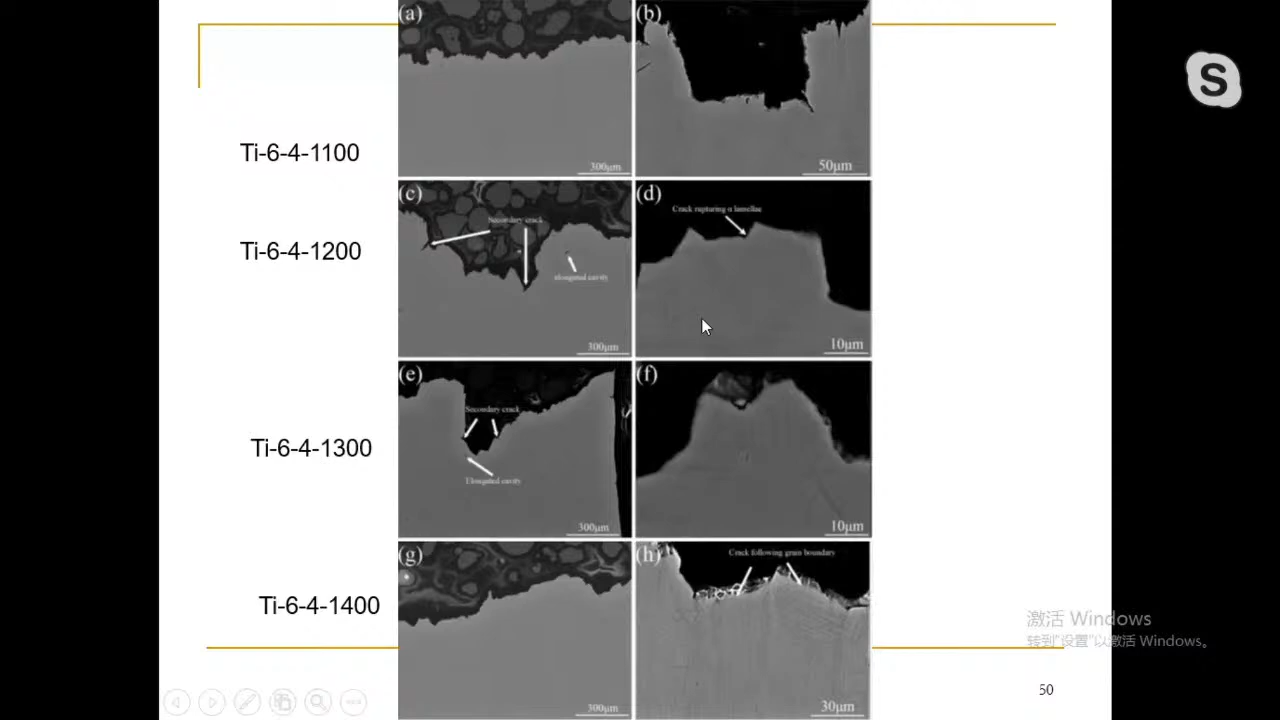 (a)
(b)
Ti-6-4-1100
300μm
50μm
(c)
(d)
Secondary crack
Crack rupturing α lamellae
Ti-6-4-1200
elongated cavity
300μm
10μm
(e)
(f)
Secondary crack
Ti-6-4-1300
Elongated cavity
300μm
10μm
(g)
(h)
Crack following grain boundary
Ti-6-4-1400
300μm
30μm
激活 Windows
转到"设置"以激活 Windows。
50
S